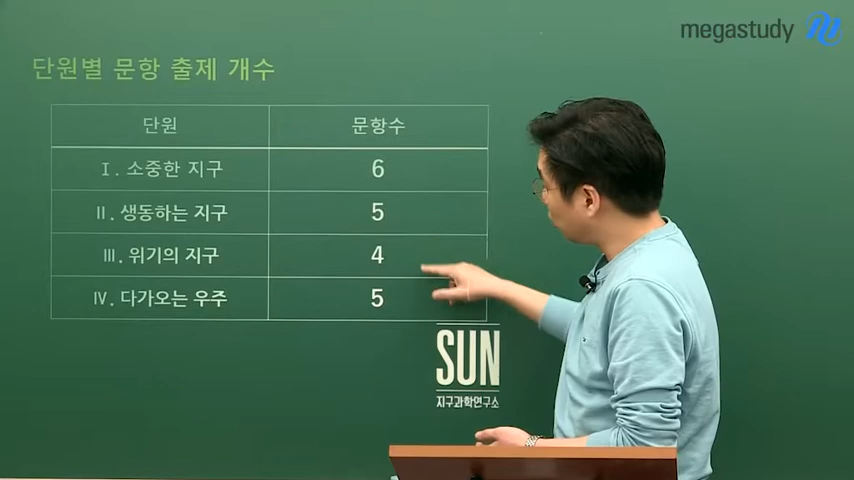 megastudy
단원별 문항 출제 개수
단원 문항수
Ⅰ. 소중한 지구 6
Ⅱ. 생동하는 지구 5
Ⅲ. 위기의 지구 4
Ⅳ. 다가오는 우주 5
SUN
지구과학연구소